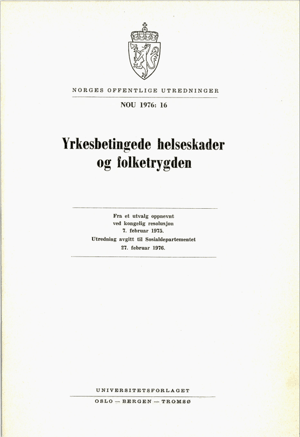 NORGES OFFENTLIGE UTREDNINGER
NOU 1976: 16
Yrkesbetingede helseskader
og folketrygden
Fra et utvalg oppnevnt
ved kongelig resolusjon
7. februar 1975.
Utredning avgitt til Sosialdepartementet
27. februar 1976.
UNIVERSITETSFORLAGET
OSLO — BERGEN — TROMSØ